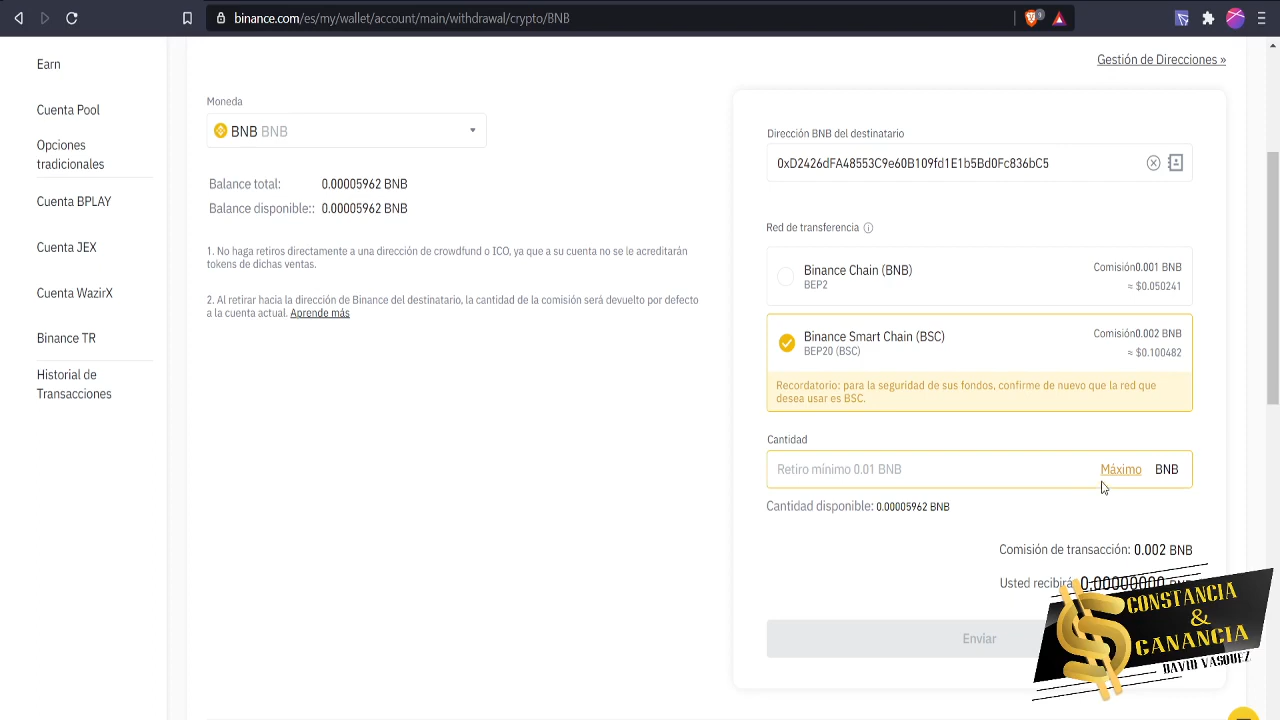 binance.com/es/my/wallet/account/main/withdrawal/crypto/BNB
9
Earn
Cuenta Pool
Opciones
tradicionales
Cuenta BPLAY
Cuenta JEX
Cuenta WazirX
Binance TR
Historial de
Transacciones
Moneda
BNB BNB
Balance total: 0.00005962 BNB
Balance disponible:: 0.00005962 BNB
1. No haga retiros directamente a una dirección de crowdfund o ICO, ya que a su cuenta no se le acreditarán
tokens de dichas ventas.
2. Al retirar hacia la dirección de Binance del destinatario, la cantidad de la comisión será devuelto por defecto
a la cuenta actual. Aprende más
Gestión de Direcciones »
Dirección BNB del destinatario
0xD2426dFA48553C9e60B109fd1E1b5Bd0Fc836bC5
Red de transferencia
Binance Chain (BNB) Comisión0.001 BNB
BEP2 ≈ $0.050241
Binance Smart Chain (BSC) Comisión0.002 BNB
BEP20 (BSC) ≈ $0.100482
Recordatorio: para la seguridad de sus fondos, confirme de nuevo que la red que
desea usar es BSC.
Cantidad
Retiro mínimo 0.01 BNB Máximo BNB
Cantidad disponible: 0.00005962 BNB
Comisión de transacción: 0.002 BNB
Usted recibirá 0.00000000
Enviar
CONSTANCIA
&
GANANCIA
DAVID VASQUEZ